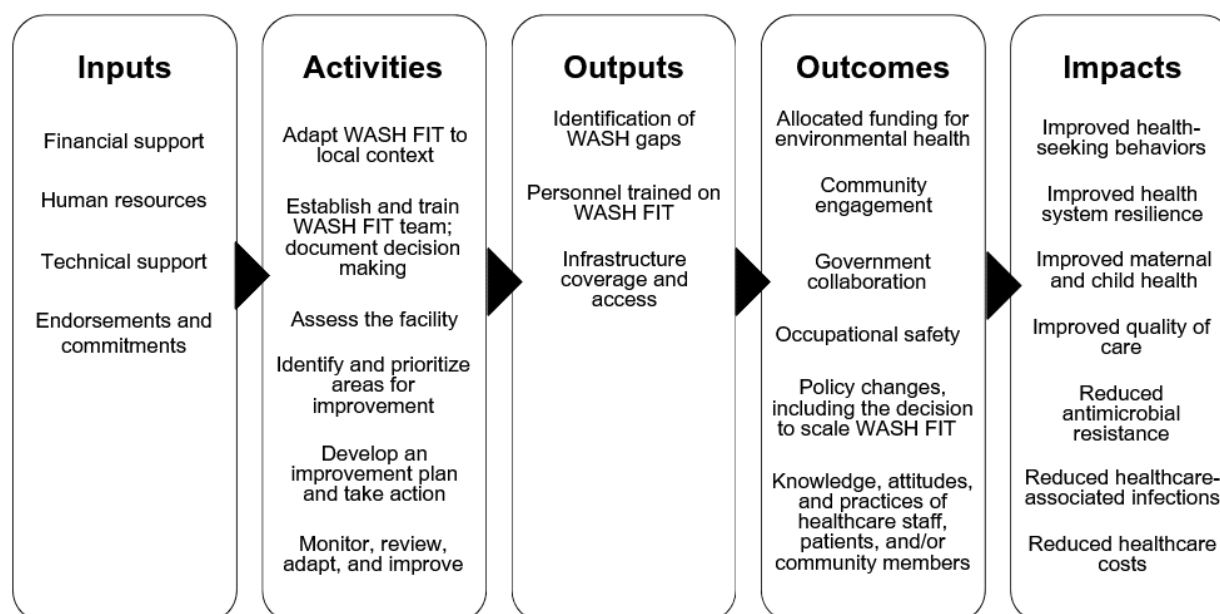 Inputs
Financial support
Human resources
Technical support
Endorsements and
commitments
Activities
Adapt WASH FIT to
local context
Establish and train
WASH FIT team;
document decision
making
Assess the facility
Identify and prioritize
areas for
improvement
Develop an
improvement plan
and take action
Monitor, review,
adapt, and improve
Outputs
Identification of
WASH gaps
Personnel trained on
WASH FIT
Infrastructure
coverage and
access
Outcomes
Allocated funding for
environmental health
Community
engagement
Government
collaboration
Occupational safety
Policy changes,
including the decision
to scale WASH FIT
Knowledge, attitudes,
and practices of
healthcare staff,
patients, and/or
community members
Impacts
Improved health-
seeking behaviors
Improved health
system resilience
Improved maternal
and child health
Improved quality of
care
Reduced
antimicrobial
resistance
Reduced healthcare-
associated infections
Reduced healthcare
costs